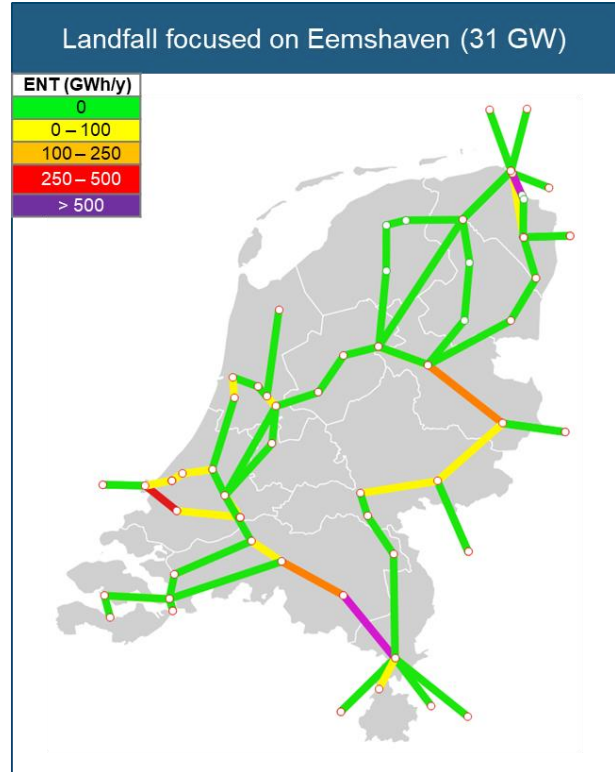 Landfall focused on Eemshaven (31 GW)
ENT (GWh/y)
0
0 – 100
100 – 250
250 – 500
> 500